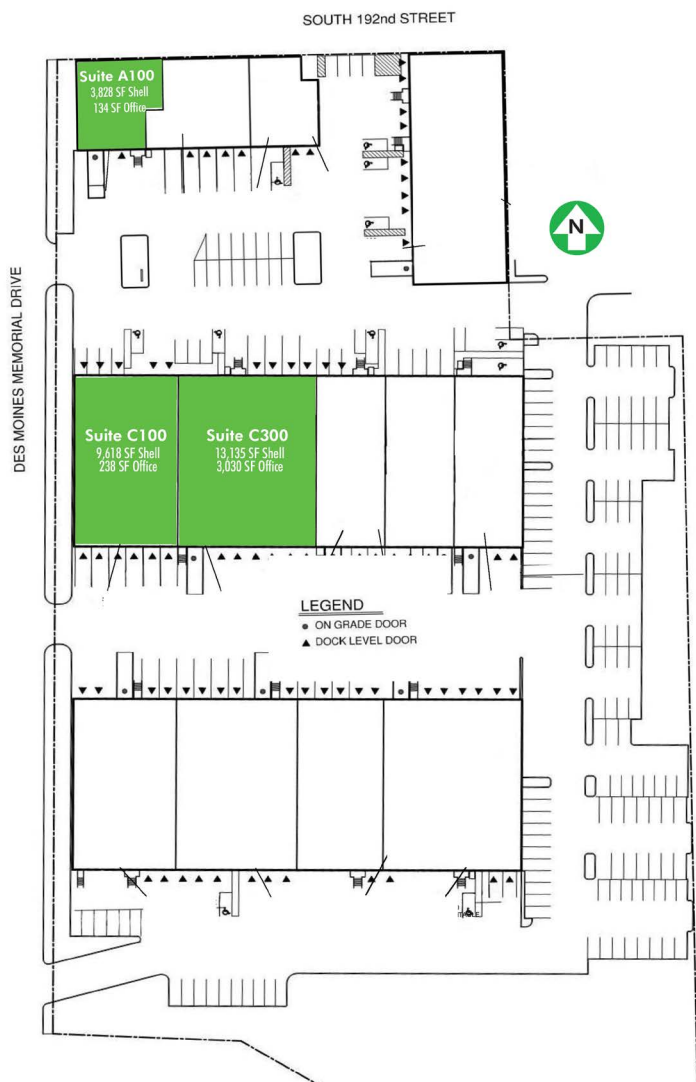 SOUTH 192nd STREET
Suite A100
3,828 SF Shell
134 SF Office
N
DES MOINES MEMORIAL DRIVE
Suite C100
9,618 SF Shell
238 SF Office
Suite C300
13,135 SF Shell
3,030 SF Office
LEGEND
ON GRADE DOOR
DOCK LEVEL DOOR